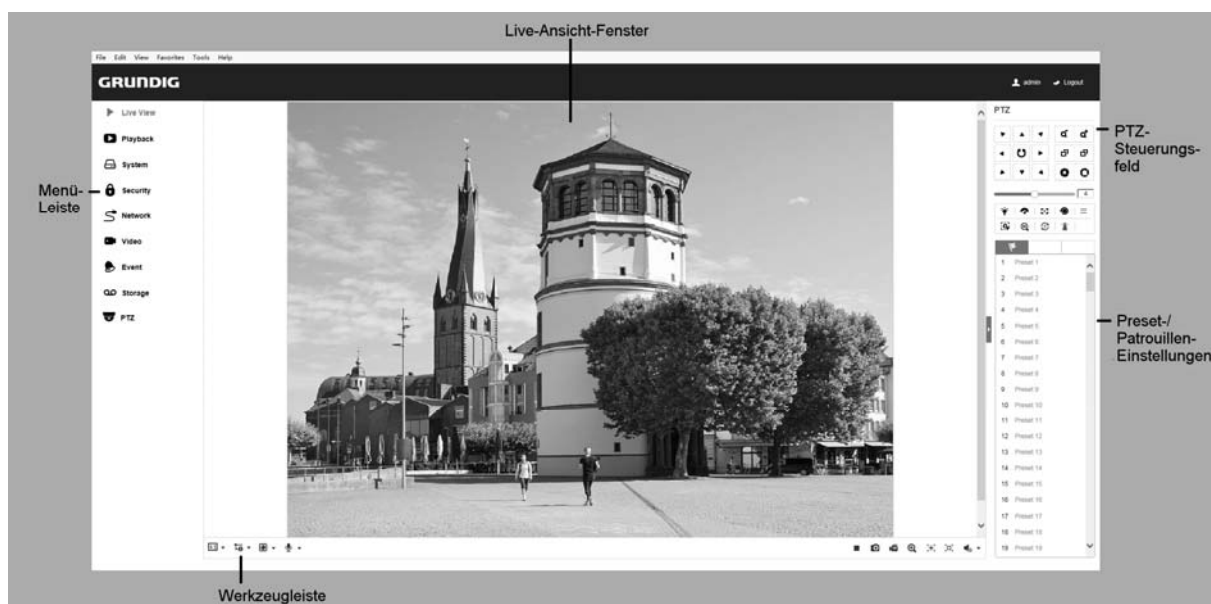 Live-Ansicht-Fenster
File Edit View Favorites Tools Help
GRUNDIG
admin Logout
Live View
Playback
System
Security
Network
Video
Event
Storage
PTZ
Menü-
Leiste
PTZ
4
PTZ-
Steuerungs-
feld
1 Preset 1
2 Preset 2
3 Preset 3
4 Preset 4
5 Preset 5
6 Preset 6
7 Preset 7
8 Preset 8
9 Preset 9
10 Preset 10
11 Preset 11
12 Preset 12
13 Preset 13
14 Preset 14
15 Preset 15
16 Preset 16
17 Preset 17
18 Preset 18
19 Preset 19
Preset-/
Patrouillen-
Einstellungen
Werkzeugleiste